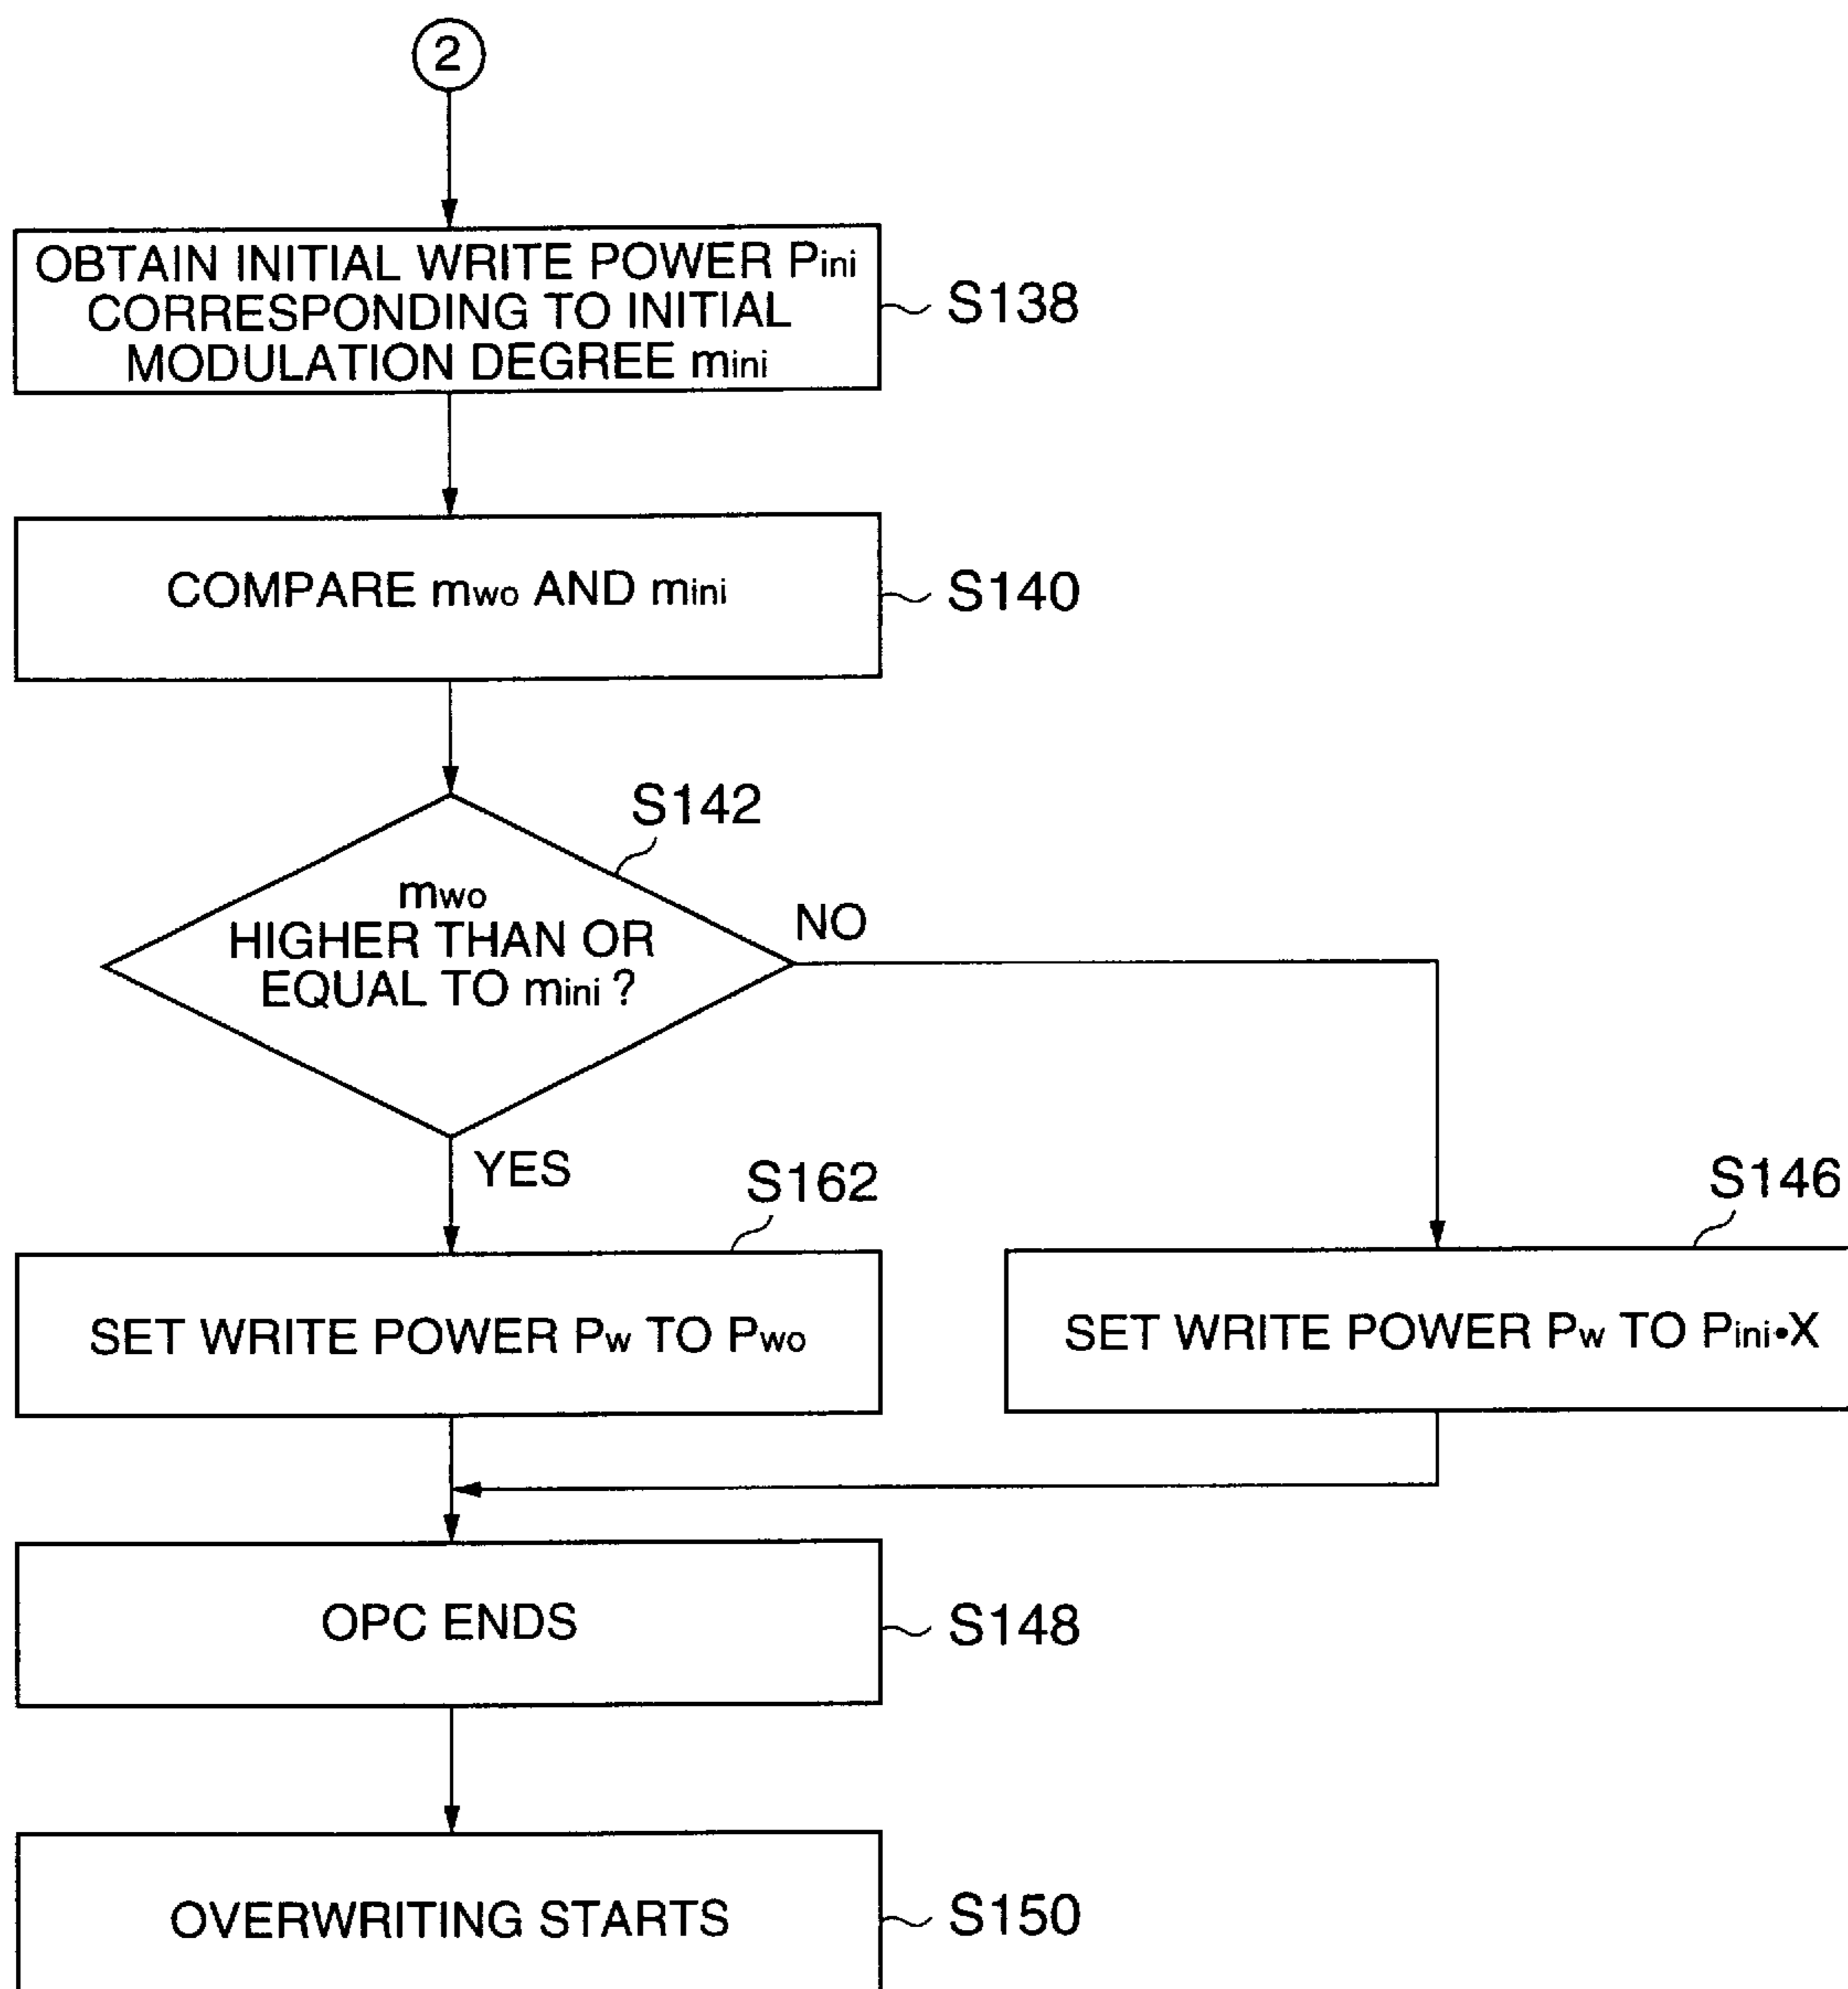 2
OBTAIN INITIAL WRITE POWER Pini
CORRESPONDING TO INITIAL
MODULATION DEGREE mini
S138
COMPARE mwo AND mini
S140
S142
mwo
HIGHER THAN OR
EQUAL TO mini ?
NO
YES
S162
S146
SET WRITE POWER Pw TO Pwo
SET WRITE POWER Pw TO Pini•X
OPC ENDS
S148
OVERWRITING STARTS
S150